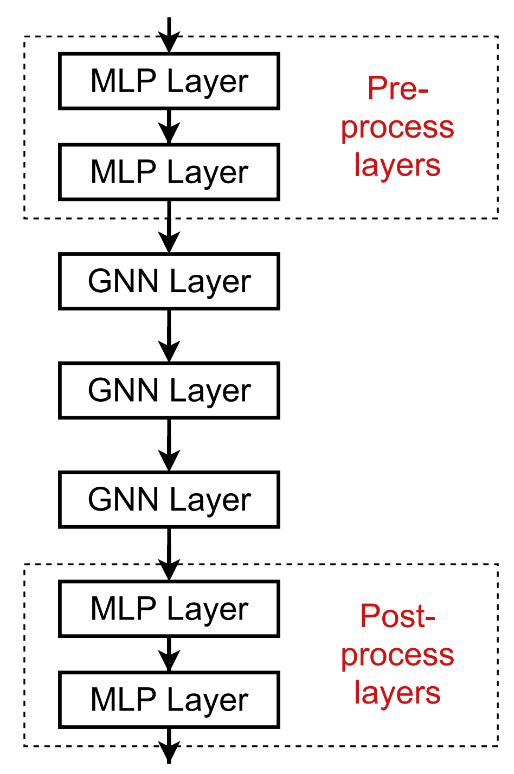 MLP Layer
MLP Layer
Pre-
process
layers
GNN Layer
GNN Layer
GNN Layer
MLP Layer
MLP Layer
Post-
process
layers